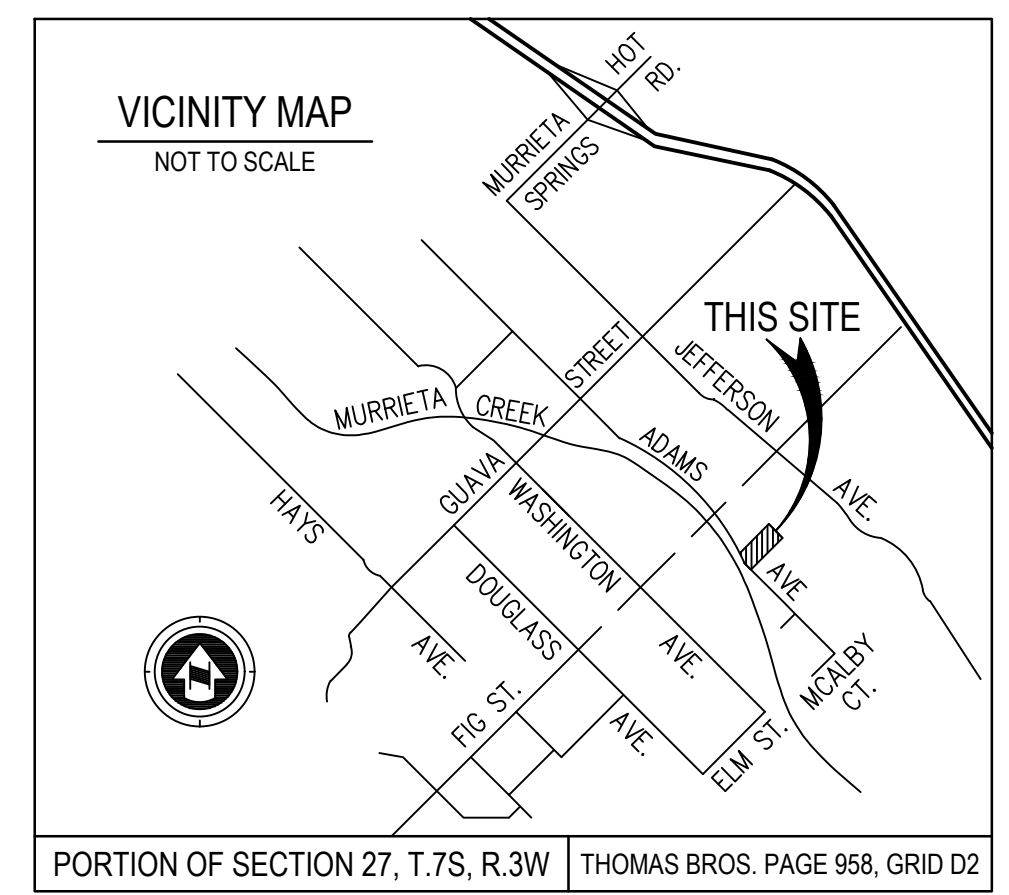 VICINITY MAP
NOT TO SCALE
HOT
RD.
MURRIETA
SPRINGS
THIS SITE
STREET
JEFFERSON
MURRIETA
CREEK
ADAMS
GUAVA
AVE.
HAYS
WASHINGTON
AVE
DOUGLASS
AVE.
AVE.
MCALBY
CT.
FIG ST.
AVE.
ELM ST.
PORTION OF SECTION 27, T.7S, R.3W
THOMAS BROS. PAGE 958, GRID D2